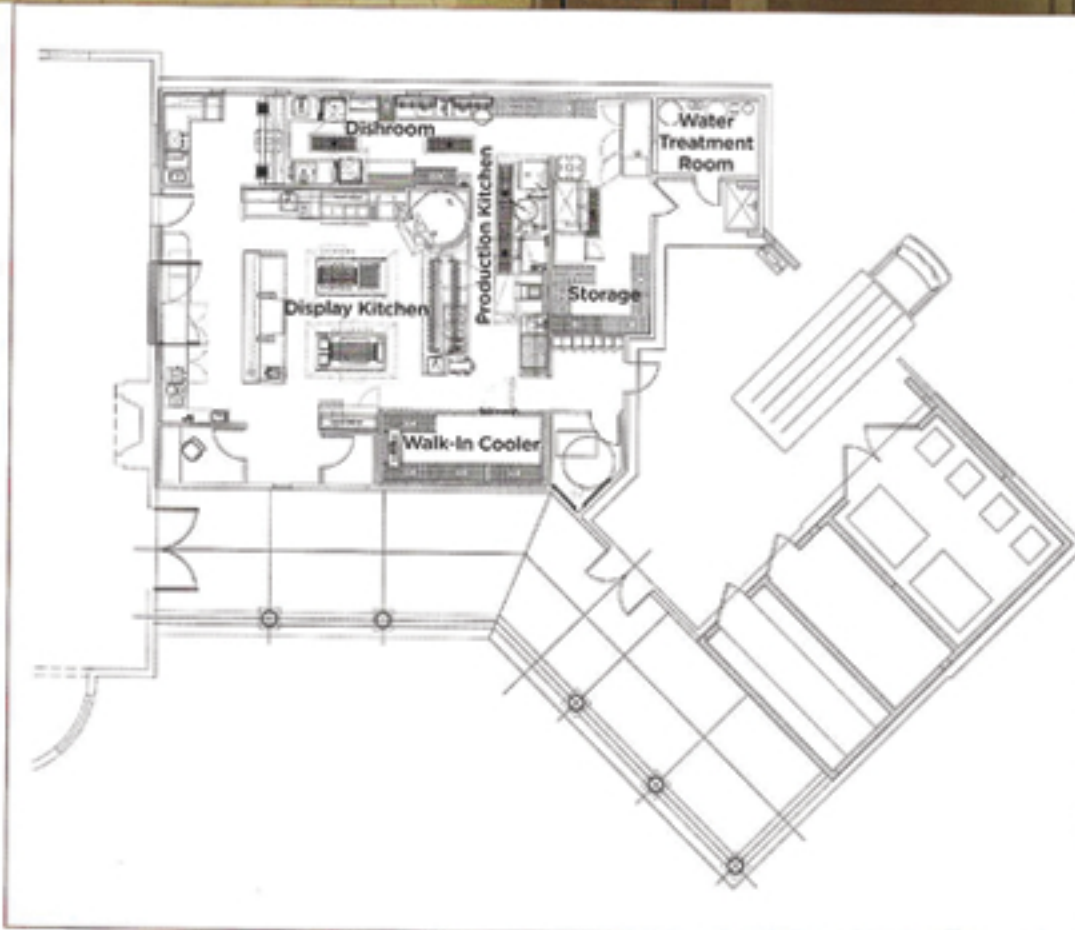 Dishroom
Water
Treatment
Room
Production Kitchen
Storage
Display Kitchen
Walk-In Cooler